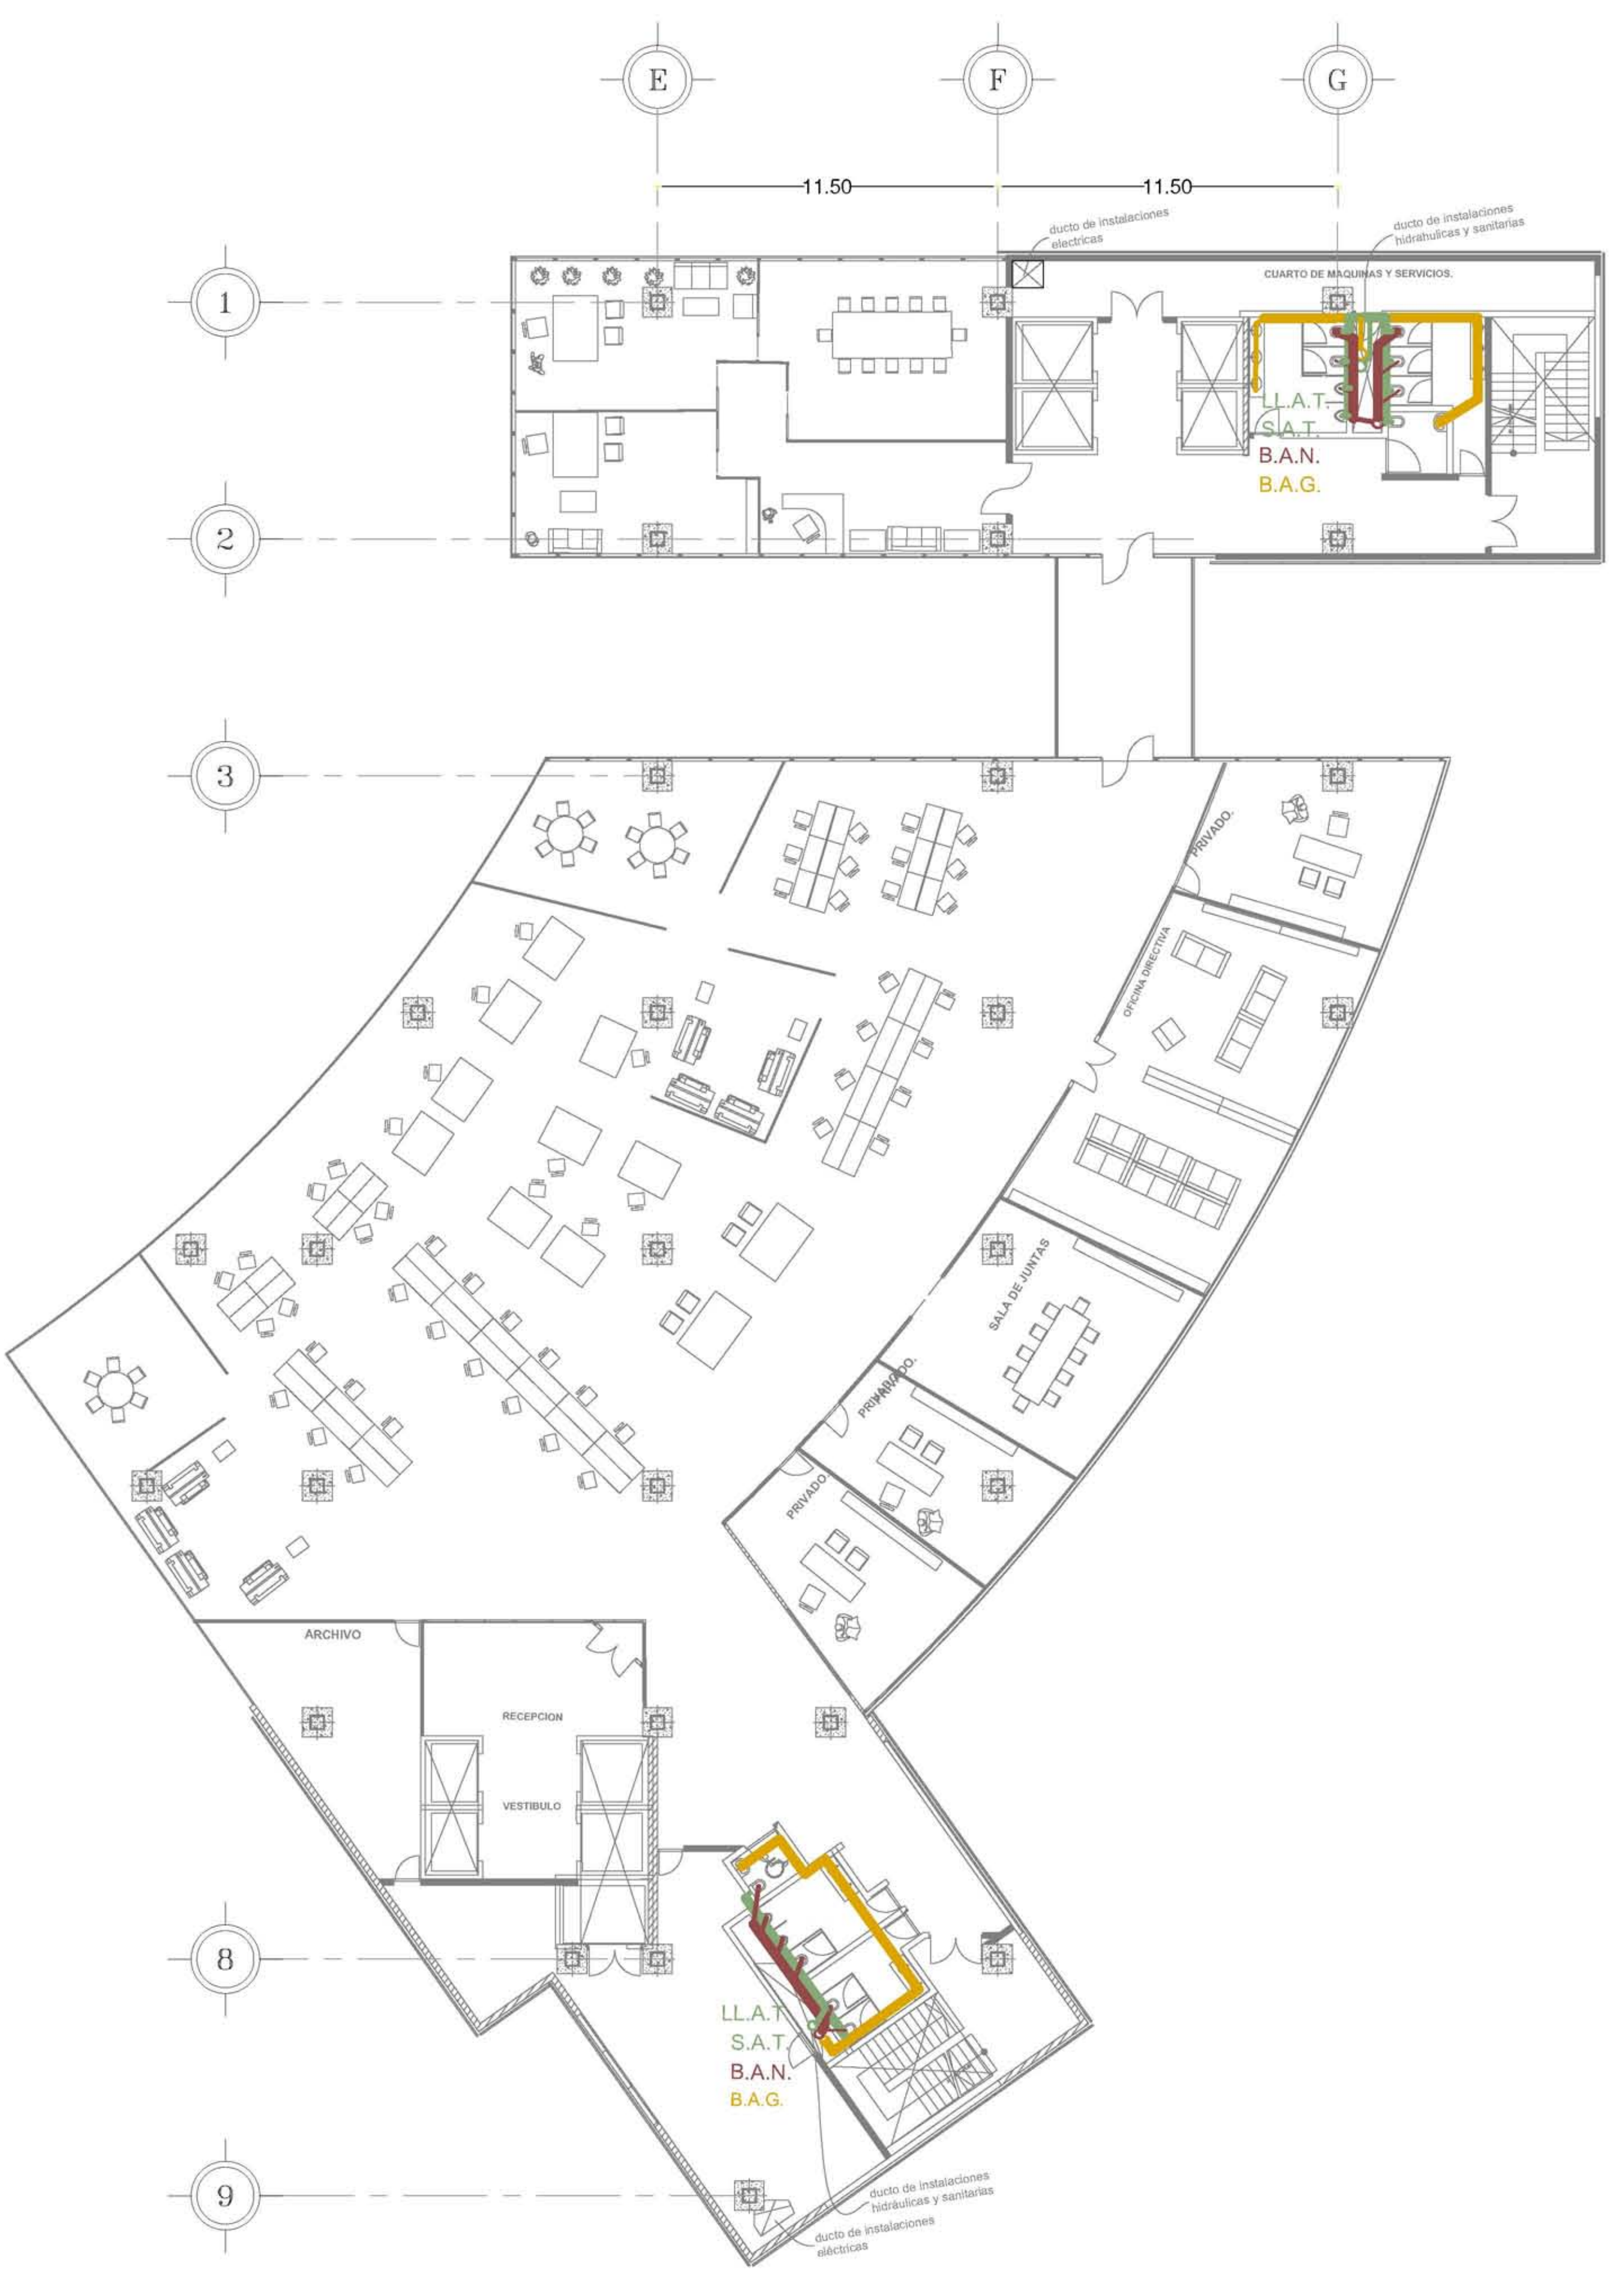 E
F
G
11.50
11.50
ducto de instalaciones
electricas
ducto de instalaciones
hidrahulicas y sanitarias
1
CUARTO DE MAQUINAS Y SERVICIOS.
LL.A.T.
S.A.T.
B.A.N.
B.A.G.
2
3
PRIVADO.
OFICINA DIRECTIVA
SALA DE JUNTAS
PRIVADO.
PRIVADO.
PRIVADO.
ARCHIVO
RECEPCION
VESTIBULO
8
LL.A.T.
S.A.T.
B.A.N.
B.A.G.
9
ducto de instalaciones
hidráulicas y sanitarias
ducto de instalaciones
eléctricas